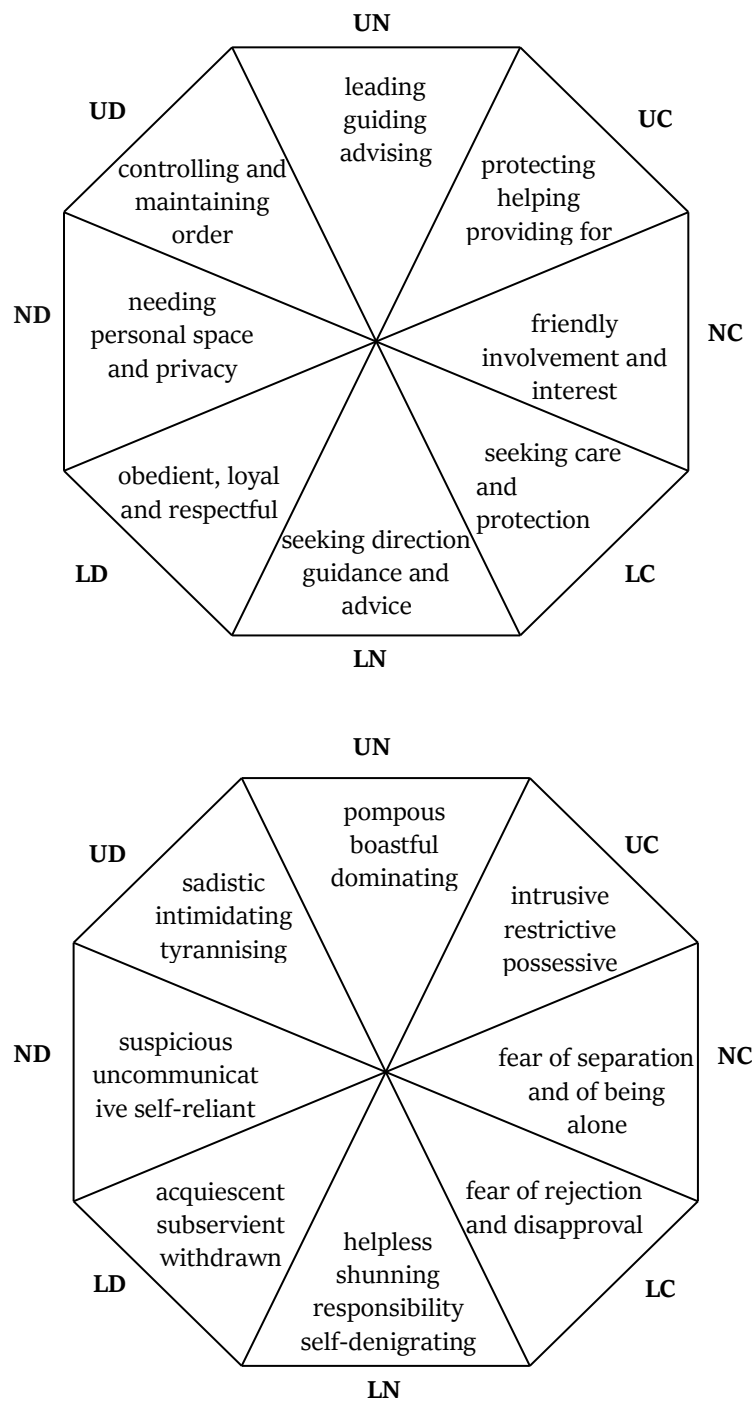 UN
leading
guiding
advising
UD
UC
controlling and
maintaining
order
protecting
helping
providing for
ND
needing
personal space
and privacy
friendly
involvement and
interest
NC
obedient, loyal
and respectful
seeking care
and
protection
seeking direction
guidance and
advice
LD
LC
LN
UN
pompous
boastful
dominating
UD
UC
sadistic
intimidating
tyrannising
intrusive
restrictive
possessive
ND
suspicious
uncommunicat
ive self-reliant
fear of separation
and of being
alone
NC
acquiescent
subservient
withdrawn
fear of rejection
and disapproval
helpless
shunning
responsibility
self-denigrating
LD
LC
LN